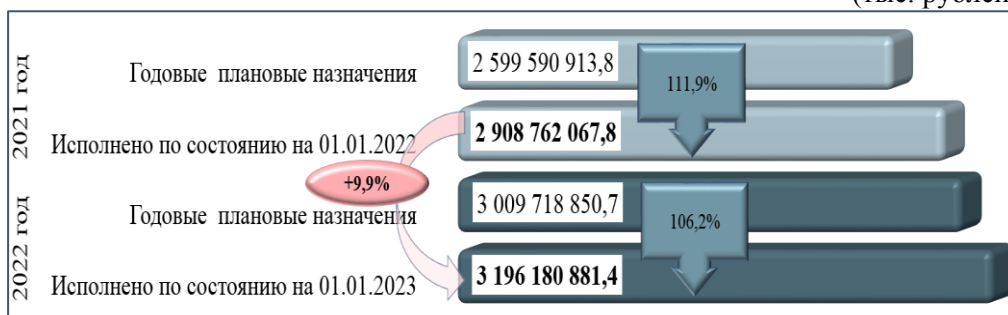 (тыс. рублей
2021 год
Годовые плановые назначения
2 599 590 913,8
111,9%
Исполнено по состоянию на 01.01.2022
2 908 762 067,8
+9,9%
2022 год
Годовые плановые назначения
3 009 718 850,7
106,2%
Исполнено по состоянию на 01.01.2023
3 196 180 881,4